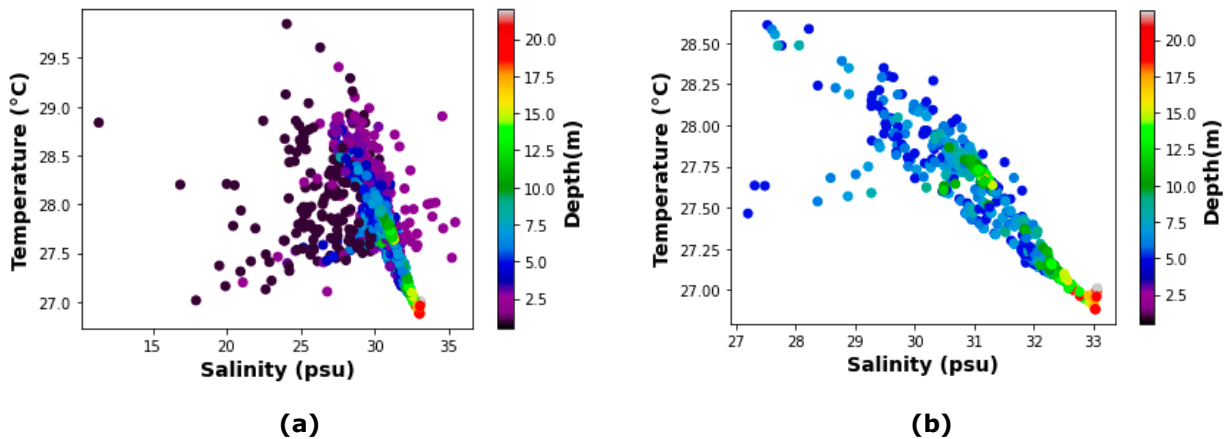 29.5
29.0
28.5
28.0
27.5
27.0
Temperature (°C)
15 20 25 30 35
Salinity (psu)
20.0
17.5
15.0
12.5
10.0
7.5
5.0
2.5
Depth(m)
(a)
28.50
28.25
28.00
27.75
27.50
27.25
27.00
Temperature (°C)
27 28 29 30 31 32 33
Salinity (psu)
20.0
17.5
15.0
12.5
10.0
7.5
5.0
2.5
Depth(m)
(b)